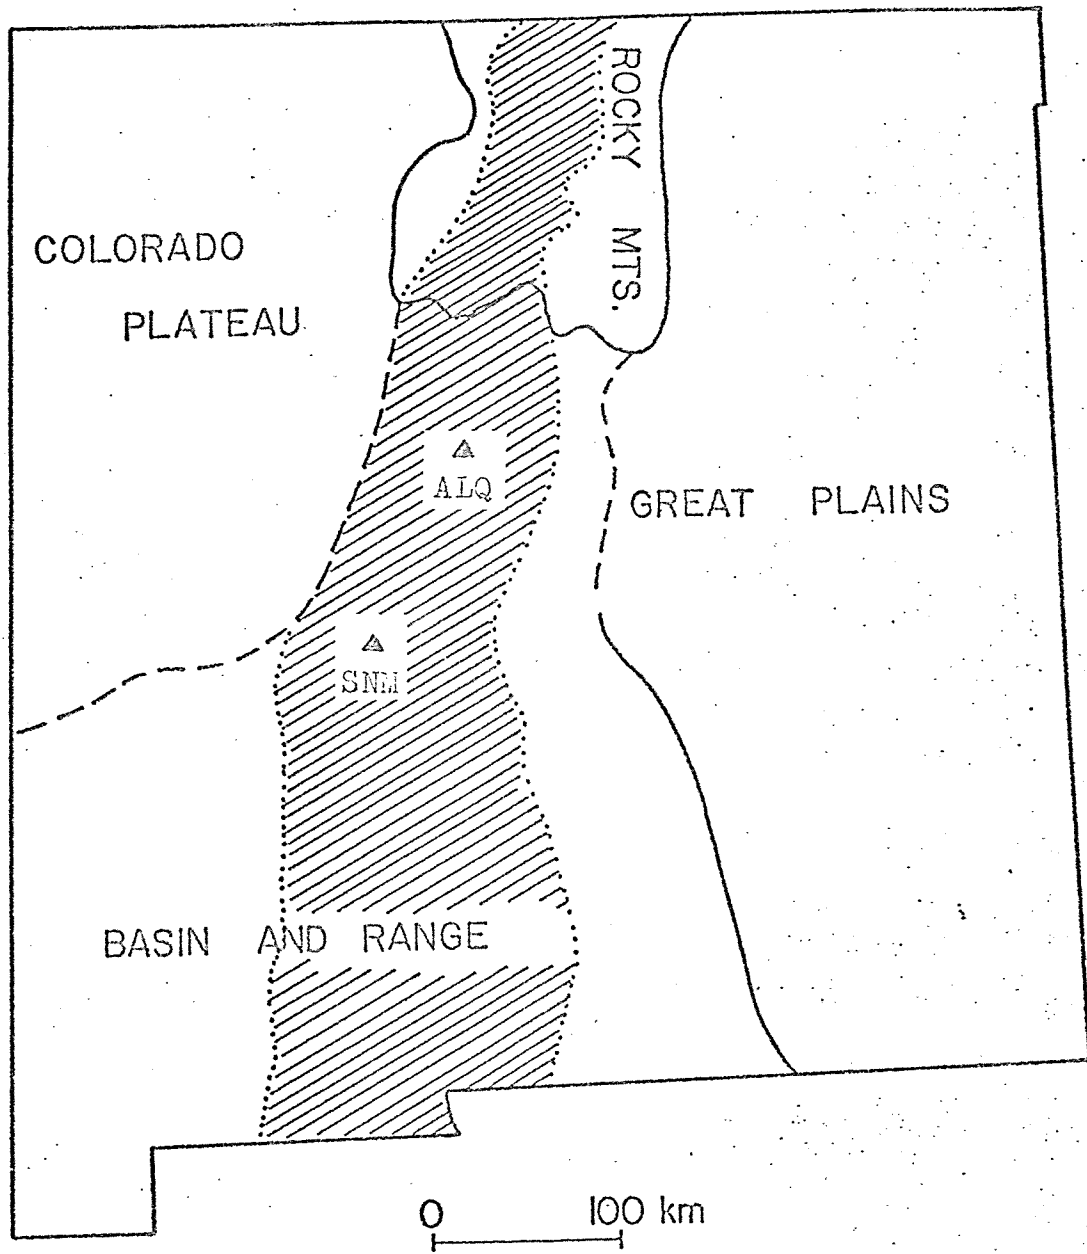 ROCKY MTS.
COLORADO
PLATEAU
ALQ
GREAT PLAINS
SNM
BASIN AND RANGE
0 100 km